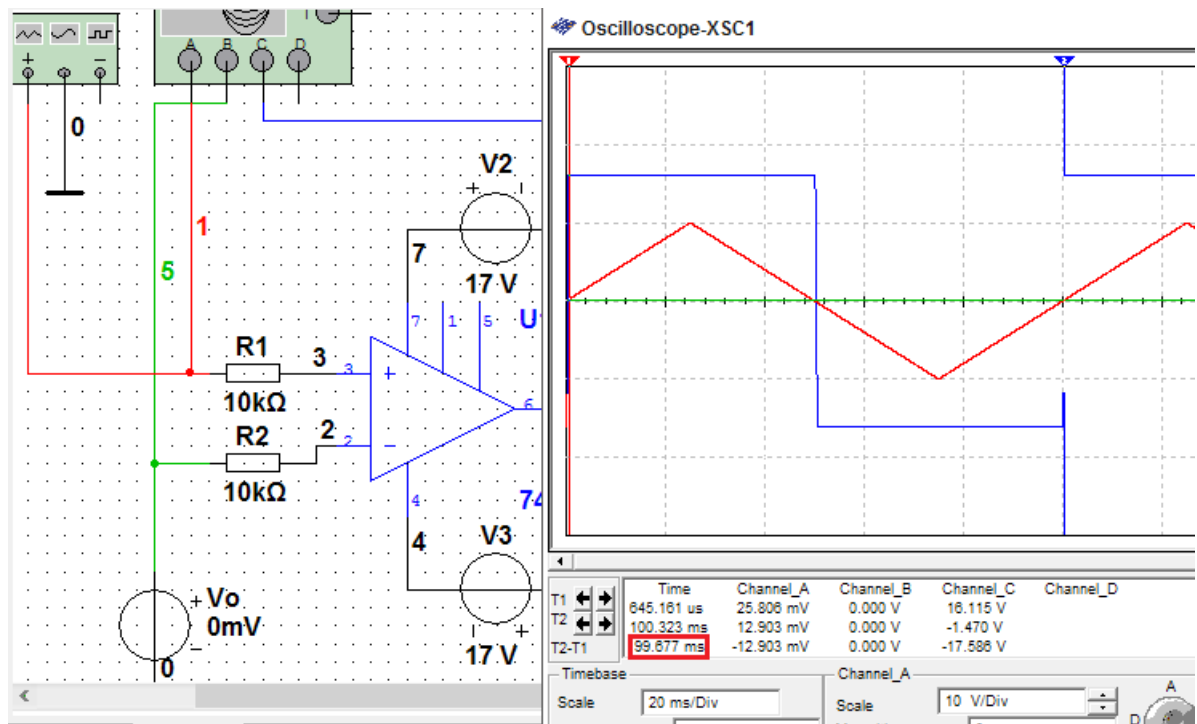 Oscilloscope-XSC1
T
A B C D
+ −
0
V2
+ −
1
7
5
17 V
7 1 5 U
R1 3 3 +
10kΩ
R2 2 2 −
6
10kΩ
4 74
4 V3
+ Vo
0mV
−
− +
17 V
0
Time Channel_A Channel_B Channel_C Channel_D
T1 645.161 us 25.806 mV 0.000 V 16.115 V
T2 100.323 ms 12.903 mV 0.000 V -1.470 V
T2-T1 99.677 ms -12.903 mV 0.000 V -17.586 V
Timebase Channel_A
Scale 20 ms/Div Scale 10 V/Div
A
D